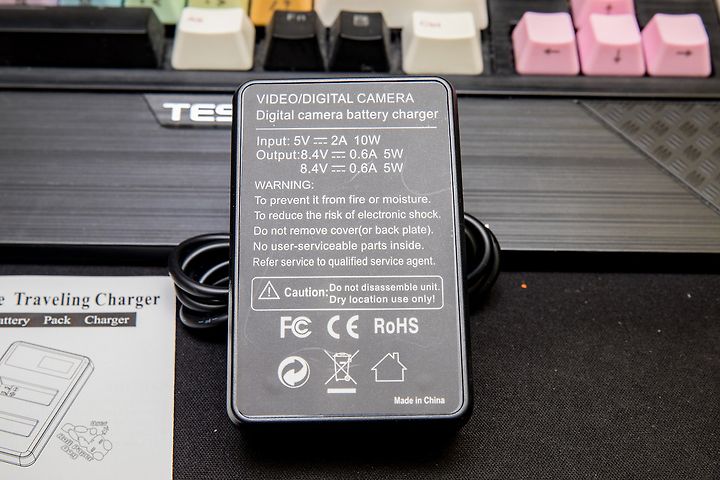 Fn
Ctrl
TES
VIDEO/DIGITAL CAMERA
Digital camera battery charger
Input: 5V ⎓ 2A 10W
Output:8.4V ⎓ 0.6A 5W
8.4V ⎓ 0.6A 5W
WARNING:
To prevent it from fire or moisture.
To reduce the risk of electronic shock.
Do not remove cover(or back plate).
No user-serviceable parts inside.
Refer service to qualified service agent.
Caution: Do not disassemble unit.
Dry location use only!
FC CE RoHS
Made in China
e Traveling Charger
attery Pack Charger